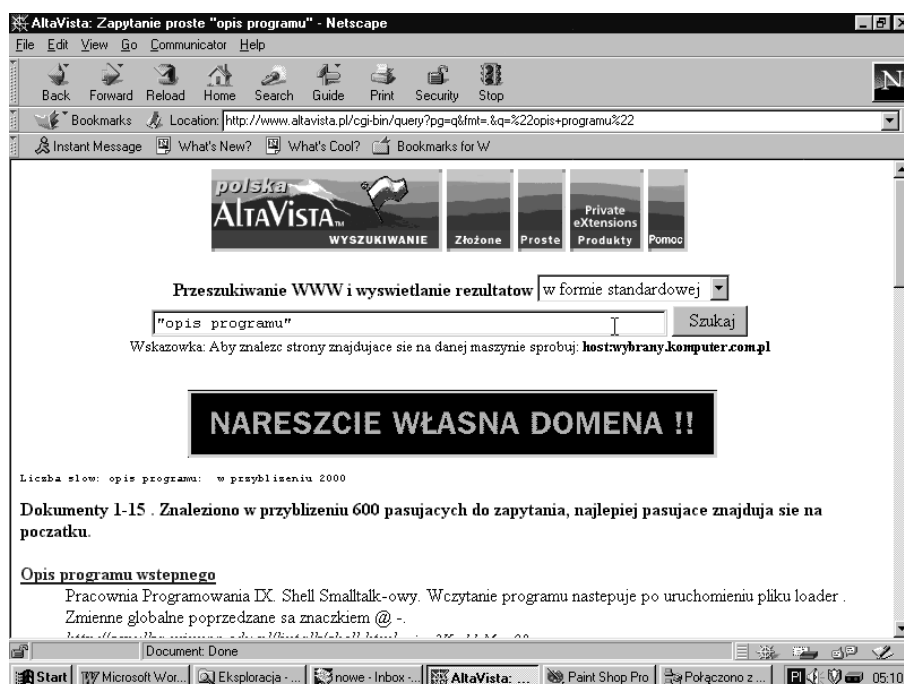 AltaVista: Zapytanie proste "opis programu" - Netscape
File Edit View Go Communicator Help
Back Forward Reload Home Search Guide Print Security Stop
N
Bookmarks Location: http://www.altavista.pl/cgi-bin/query?pg=q&fmt=.&q=%22opis+programu%22
Instant Message What's New? What's Cool? Bookmarks for W
polska
ALTAVISTA™
WYSZUKIWANIE Złożone Proste Private eXtensions Produkty Pomoc
Przeszukiwanie WWW i wyswietlanie rezultatow w formie standardowej
"opis programu" Szukaj
Wskazowka: Aby znalezc strony znajdujace sie na danej maszynie sprobuj: host:wybrany.komputer.com.pl
NARESZCIE WŁASNA DOMENA !!
Liczba slow: opis programu: w przyblizeniu 2000
Dokumenty 1-15 . Znaleziono w przyblizeniu 600 pasujacych do zapytania, najlepiej pasujace znajduja sie na
poczatku.
Opis programu wstepnego
Pracownia Programowania IX. Shell Smalltalk-owy. Wczytanie programu nastepuje po uruchomieniu pliku loader .
Zmienne globalne poprzedzane sa znaczkiem @ -.
Document: Done
Start Microsoft Wor... Eksploracja - ... nowe - Inbox -... AltaVista: ... Paint Shop Pro Połączono z ... Pl 05:10